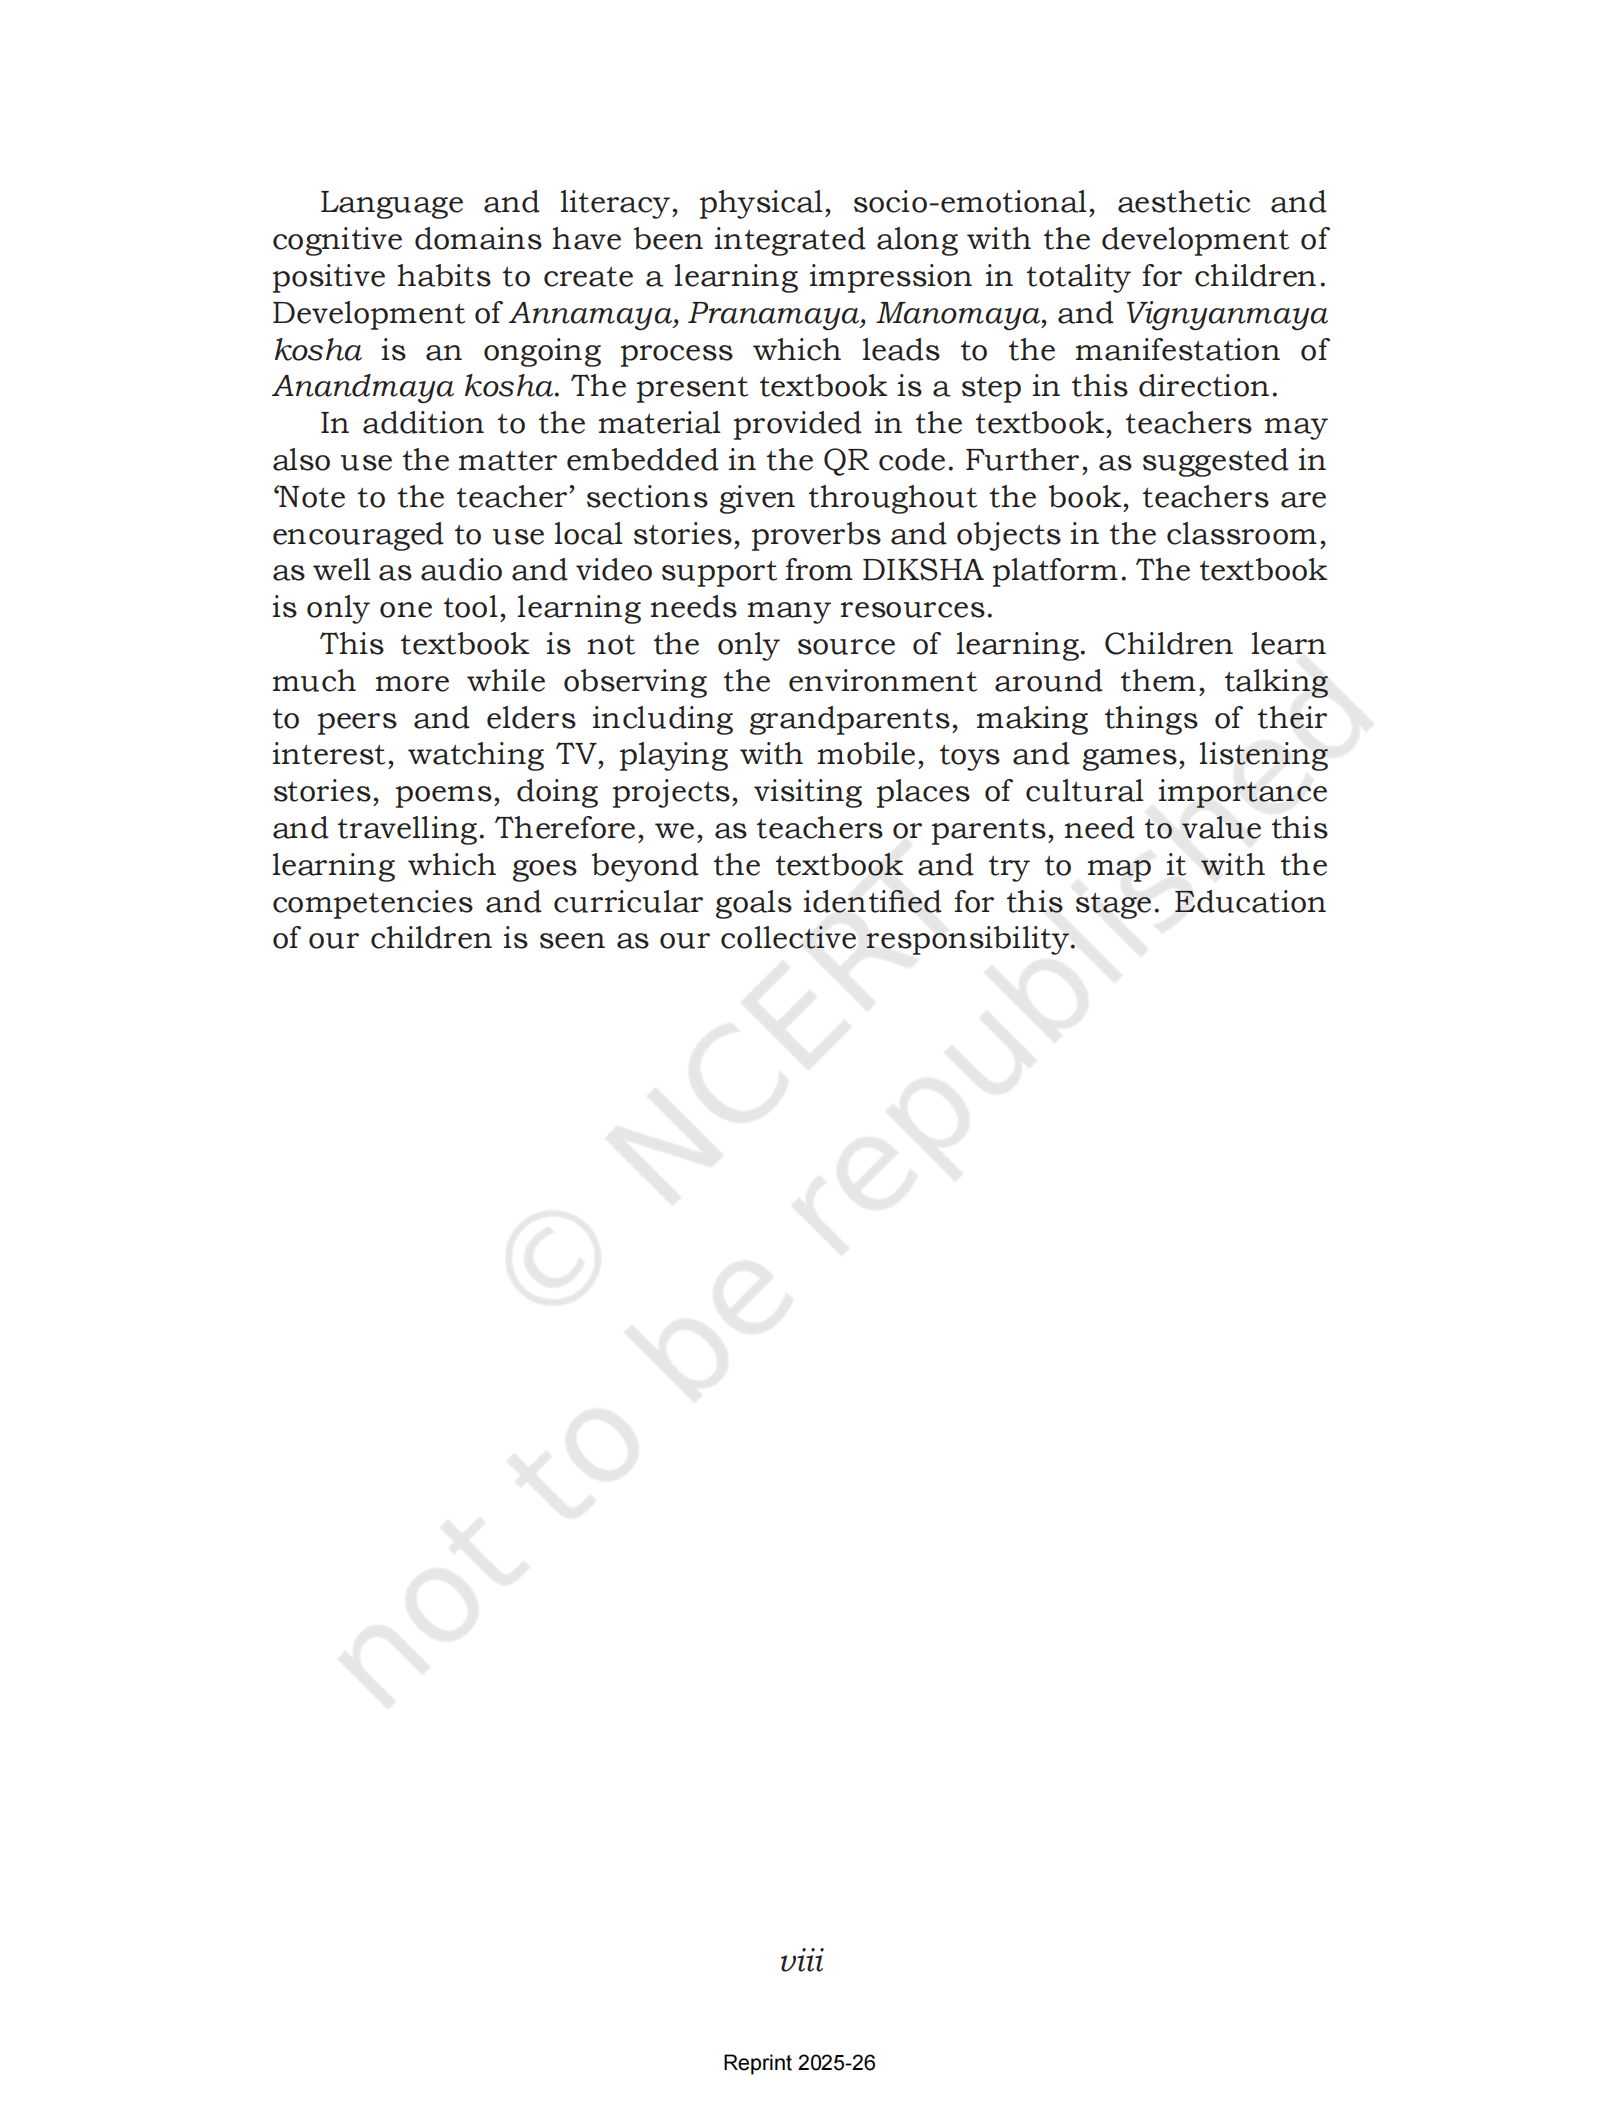 Language and literacy, physical, socio-emotional, aesthetic and
cognitive domains have been integrated along with the development of
positive habits to create a learning impression in totality for children.
Development of Annamaya, Pranamaya, Manomaya, and Vignyanmaya
kosha is an ongoing process which leads to the manifestation of
Anandmaya kosha. The present textbook is a step in this direction.
In addition to the material provided in the textbook, teachers may
also use the matter embedded in the QR code. Further, as suggested in
‘Note to the teacher’ sections given throughout the book, teachers are
encouraged to use local stories, proverbs and objects in the classroom,
as well as audio and video support from DIKSHA platform. The textbook
is only one tool, learning needs many resources.
This textbook is not the only source of learning. Children learn
much more while observing the environment around them, talking
to peers and elders including grandparents, making things of their
interest, watching TV, playing with mobile, toys and games, listening
stories, poems, doing projects, visiting places of cultural importance
and travelling. Therefore, we, as teachers or parents, need to value this
learning which goes beyond the textbook and try to map it with the
competencies and curricular goals identified for this stage. Education
of our children is seen as our collective responsibility.
© NCERT
not to be republished
viii
Reprint 2025-26